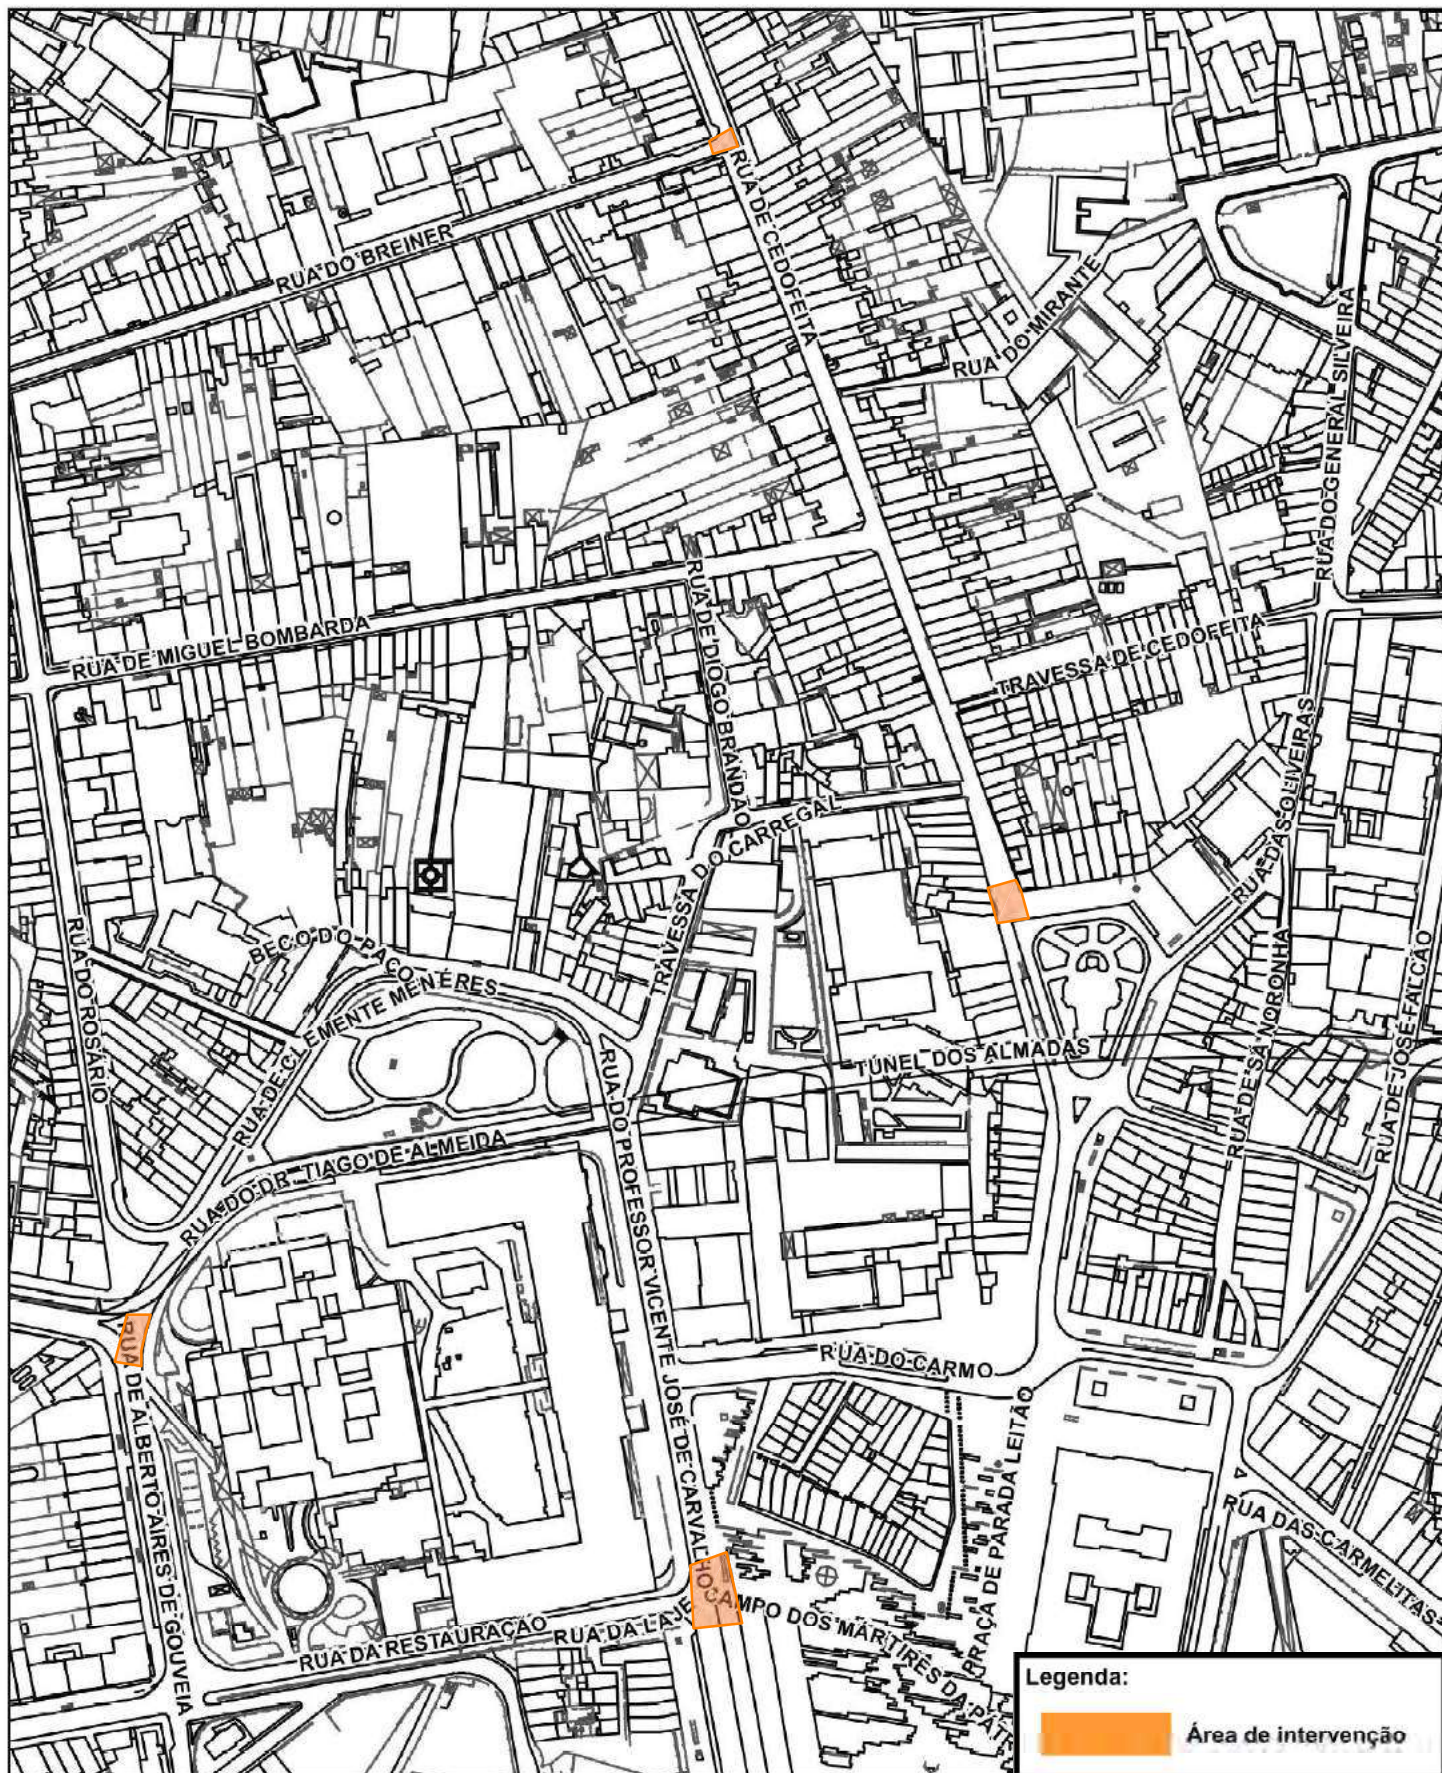 RUA DE CEDOFEITA
RUA DO BREINER
RUA DO MIRANTE
RUA DO GENERAL SILVEIRA
RUA DE MIGUEL BOMBARDA
RUA DE DIOGO BRANDÃO
TRAVESSA DE CEDOFEITA
RUA DAS OLIVEIRAS
TRAVESSA DO CARREGAL
RUA DO ROSÁRIO
BECO DO PAÇO
RUA DE CLEMENTE MENÉRES
TÚNEL DOS ALMADAS
RUA DE SÁ NORONHA
RUA DE JOSÉ FALCÃO
RUA DO DR. TIAGO DE ALMEIDA
RUA DO PROFESSOR VICENTE JOSÉ DE CARVALHO
RUA DO CARMO
RUA DE ALBERTO AIRES DE GOUVEIA
PRAÇA DE PARADA LEITÃO
RUA DAS CARMELITAS
RUA DA RESTAURAÇÃO
RUA DA LAJE
CAMPO DOS MÁRTIRES DA
Legenda:
Área de intervenção